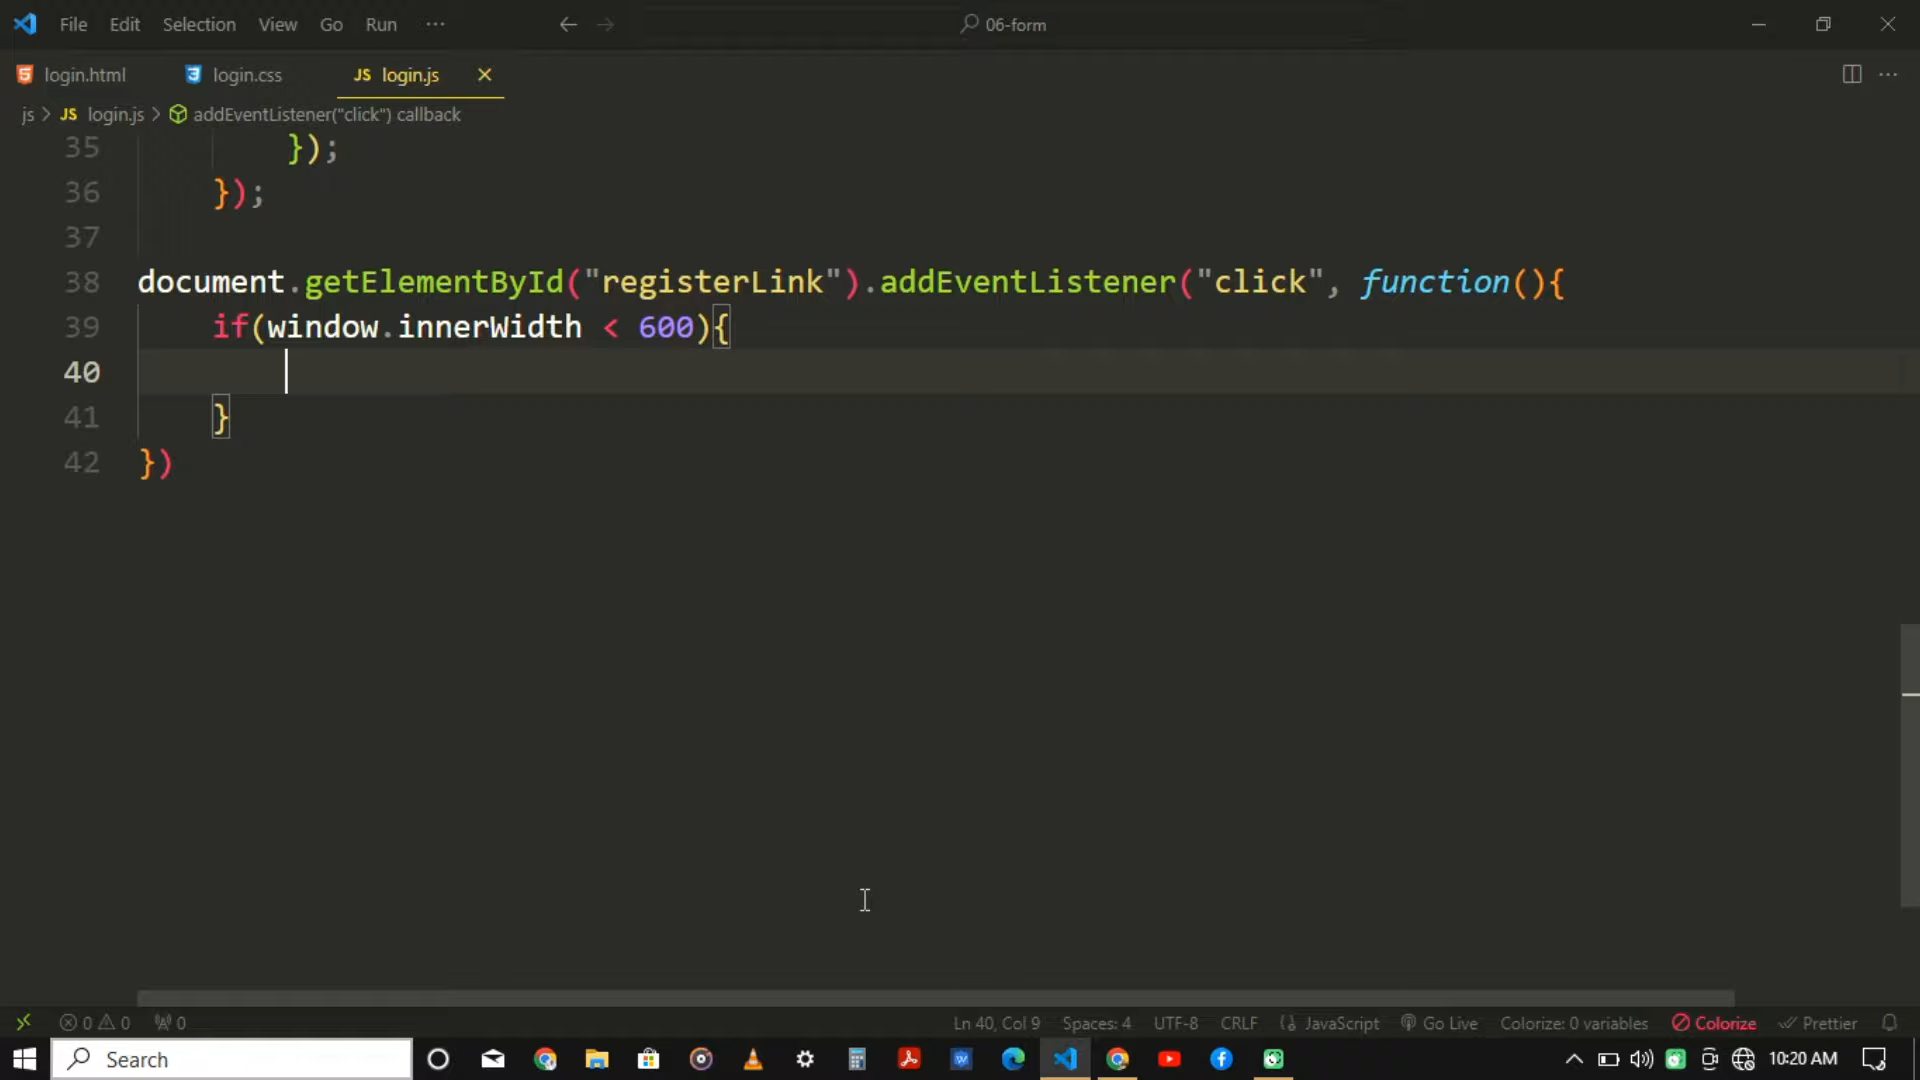 File Edit Selection View Go Run ··· 06-form
login.html login.css JS login.js
js > JS login.js > addEventListener("click") callback
35 });
36 });
37
38 document.getElementById("registerLink").addEventListener("click", function(){
39 if(window.innerWidth < 600){
40
41 }
42 })
0 0 0 Ln 40, Col 9 Spaces: 4 UTF-8 CRLF JavaScript Go Live Colorize: 0 variables Colorize Prettier
Search 10:20 AM